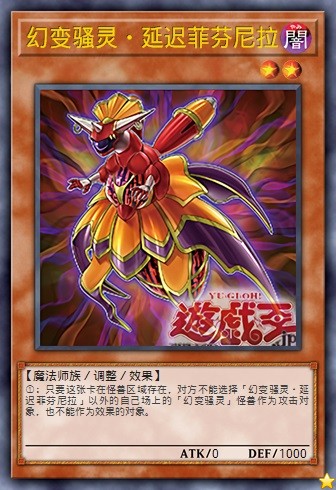 幻变骚灵·延迟菲芬尼拉
闇
YU-GI-OH!
遊戯王
【魔法师族/调整/效果】
①:只要这张卡在怪兽区域存在,对方不能选择「幻变骚灵·延
迟菲芬尼拉」以外的自己场上的「幻变骚灵」怪兽作为攻击对
象,也不能作为效果的对象。
ATK/0 DEF/1000